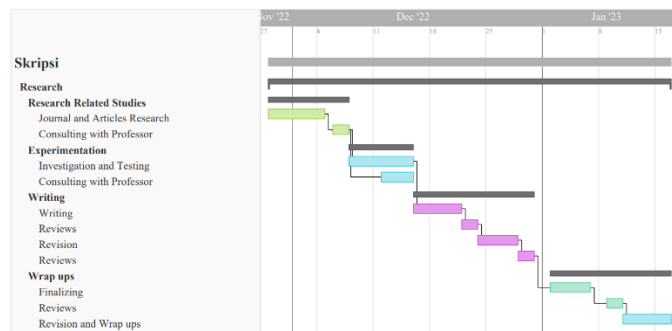 Nov '22 Dec '22 Jan '23
27 4 11 18 25 1 8 15
Skripsi
Research
Research Related Studies
Journal and Articles Research
Consulting with Professor
Experimentation
Investigation and Testing
Consulting with Professor
Writing
Writing
Reviews
Revision
Reviews
Wrap ups
Finalizing
Reviews
Revision and Wrap ups